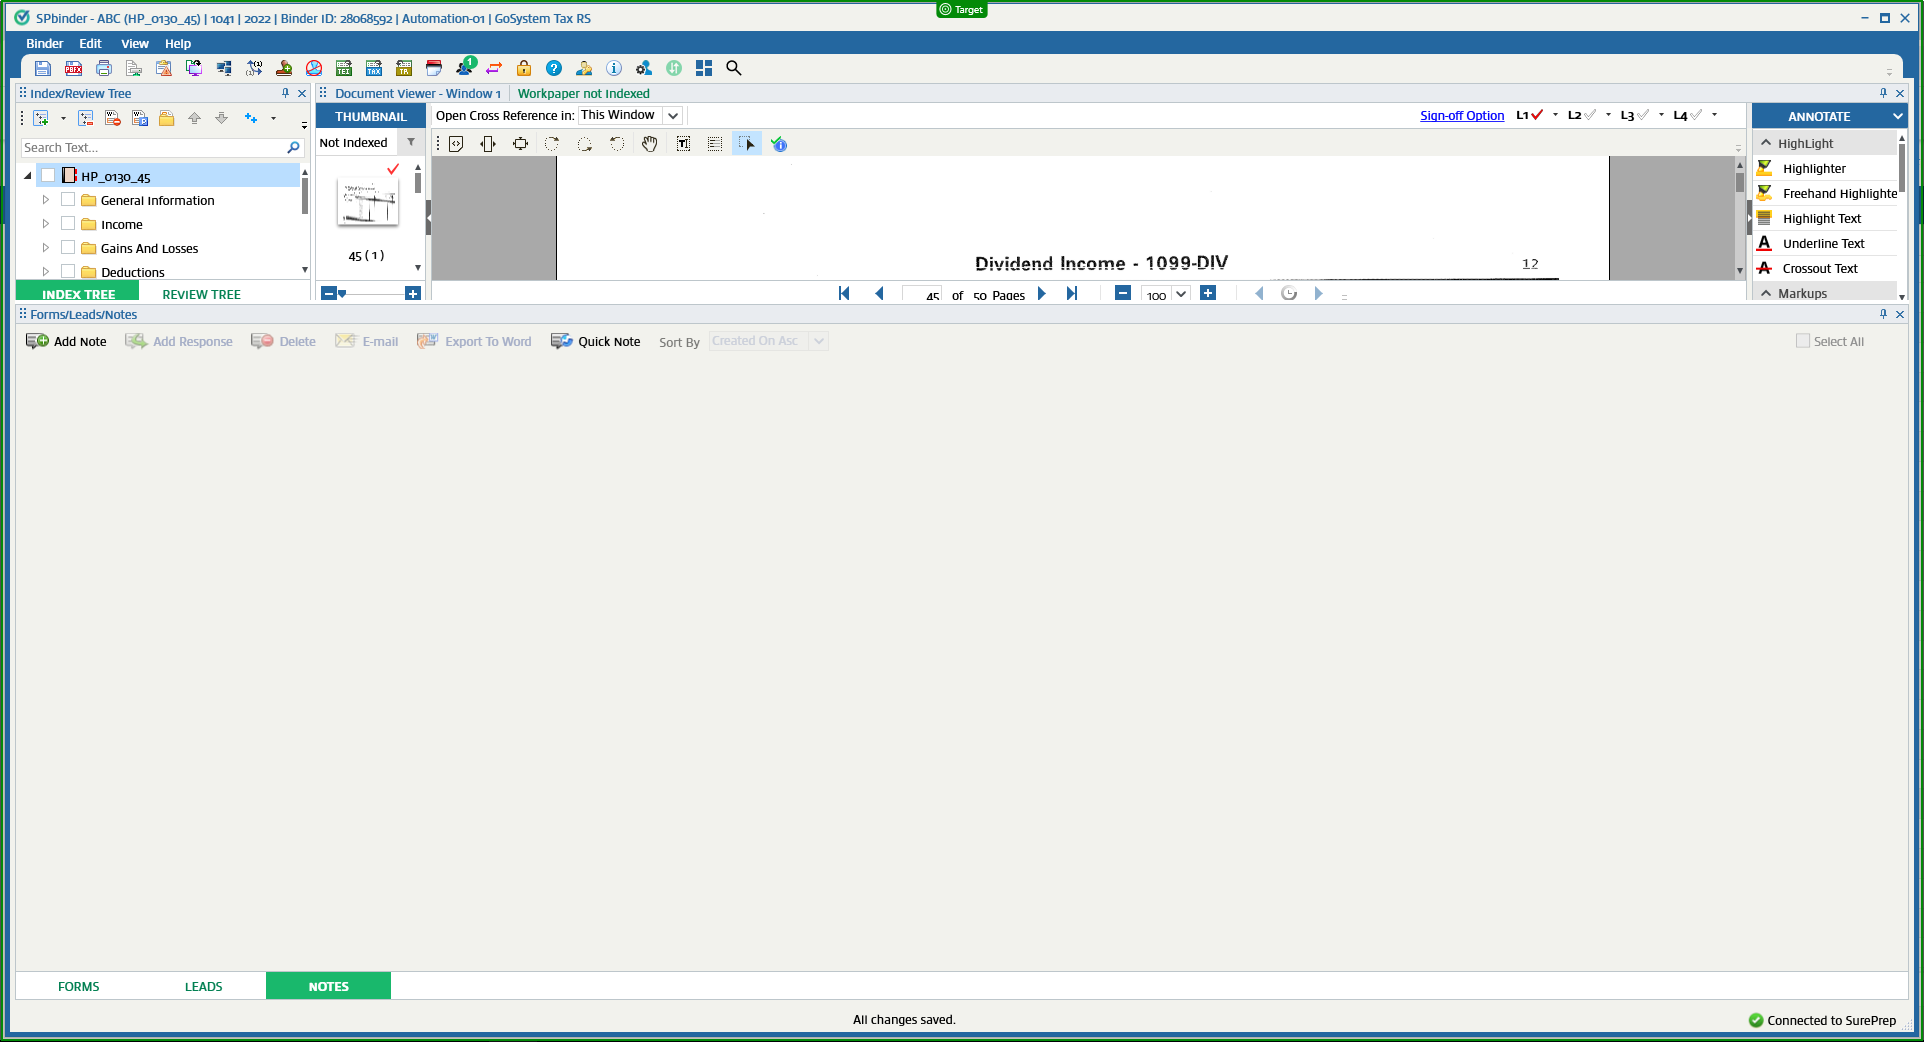 Target
SPbinder - ABC (HP_0130_45) | 1041 | 2022 | Binder ID: 28068592 | Automation-01 | GoSystem Tax RS
Binder Edit View Help
PBFX TEI TAX TR 1
Index/Review Tree
Document Viewer - Window 1 Workpaper not Indexed
THUMBNAIL
Open Cross Reference in: This Window
Sign-off Option L1 L2 L3 L4
ANNOTATE
Not Indexed
HighLight
Search Text...
Highlighter
HP_0130_45
Freehand Highlighte
General Information
Highlight Text
Income
Underline Text
Gains And Losses
45 ( 1 )
Crossout Text
Deductions
Dividend Income - 1099-DIV 12
INDEX TREE REVIEW TREE
45 of 50 Pages 100
Markups
Forms/Leads/Notes
Add Note Add Response Delete E-mail Export To Word Quick Note Sort By Created On Asc Select All
FORMS LEADS NOTES
All changes saved.
Connected to SurePrep